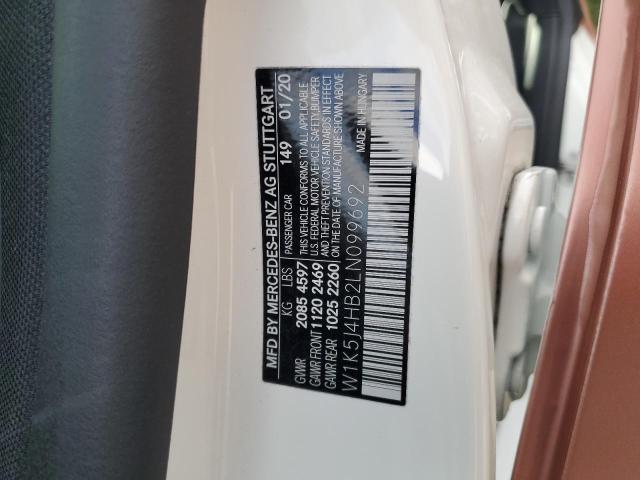 MFD BY MERCEDES-BENZ AG STUTTGART
KG LBS PASSENGER CAR 149 01/20
GVWR 2085 4597 THIS VEHICLE CONFORMS TO ALL APPLICABLE
GAWR FRONT 1120 2469 U.S. FEDERAL MOTOR VEHICLE SAFETY, BUMPER
AND THEFT PREVENTION STANDARDS IN EFFECT
GAWR REAR 1025 2260 ON THE DATE OF MANUFACTURE SHOWN ABOVE
MADE IN HUNGARY
W1K5J4HB2LN099692